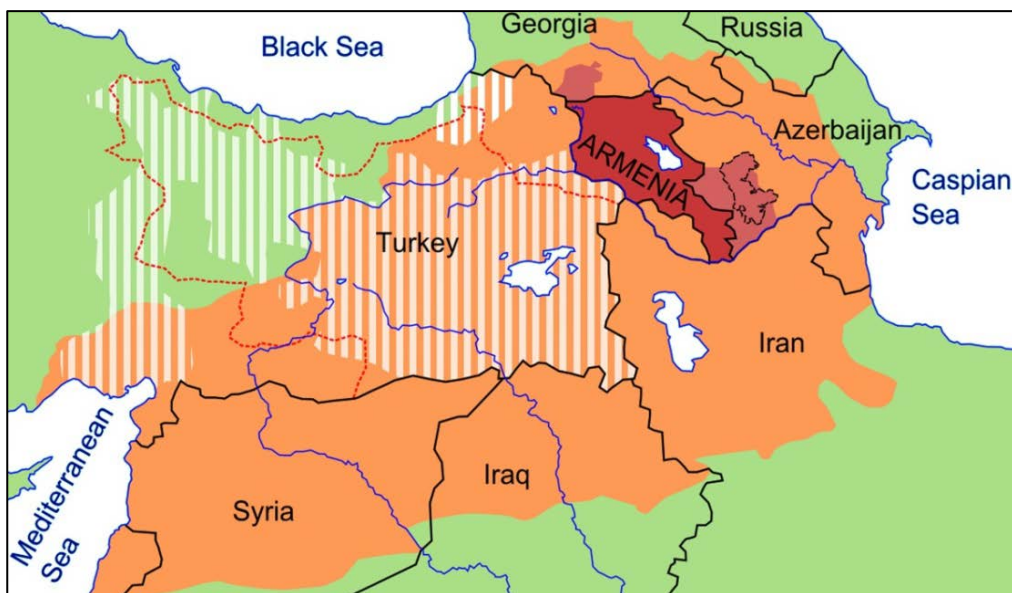 Georgia
Russia
Black Sea
Azerbaijan
ARMENIA
Caspian
Sea
Turkey
Iran
Iraq
Syria
Mediterranean
Sea